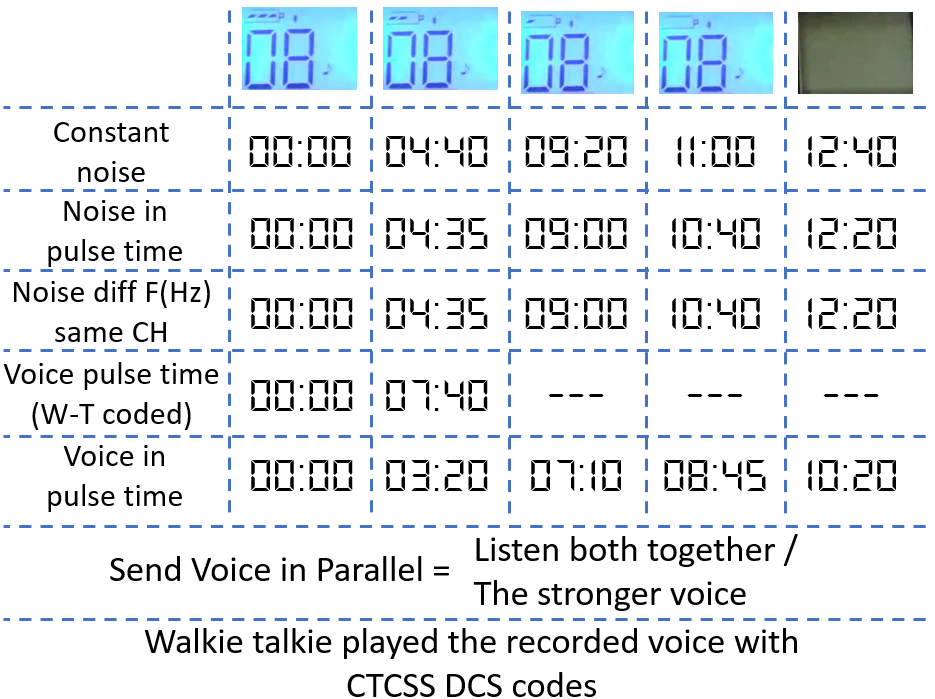 08 08 08 08
Constant
noise
00:00 04:40 09:20 11:00 12:40
Noise in
pulse time
00:00 04:35 09:00 10:40 12:20
Noise diff F(Hz)
same CH
00:00 04:35 09:00 10:40 12:20
Voice pulse time
(W-T coded)
00:00 07:40 --- --- ---
Voice in
pulse time
00:00 03:20 07:10 08:45 10:20
Send Voice in Parallel =
Listen both together /
The stronger voice
Walkie talkie played the recorded voice with
CTCSS DCS codes